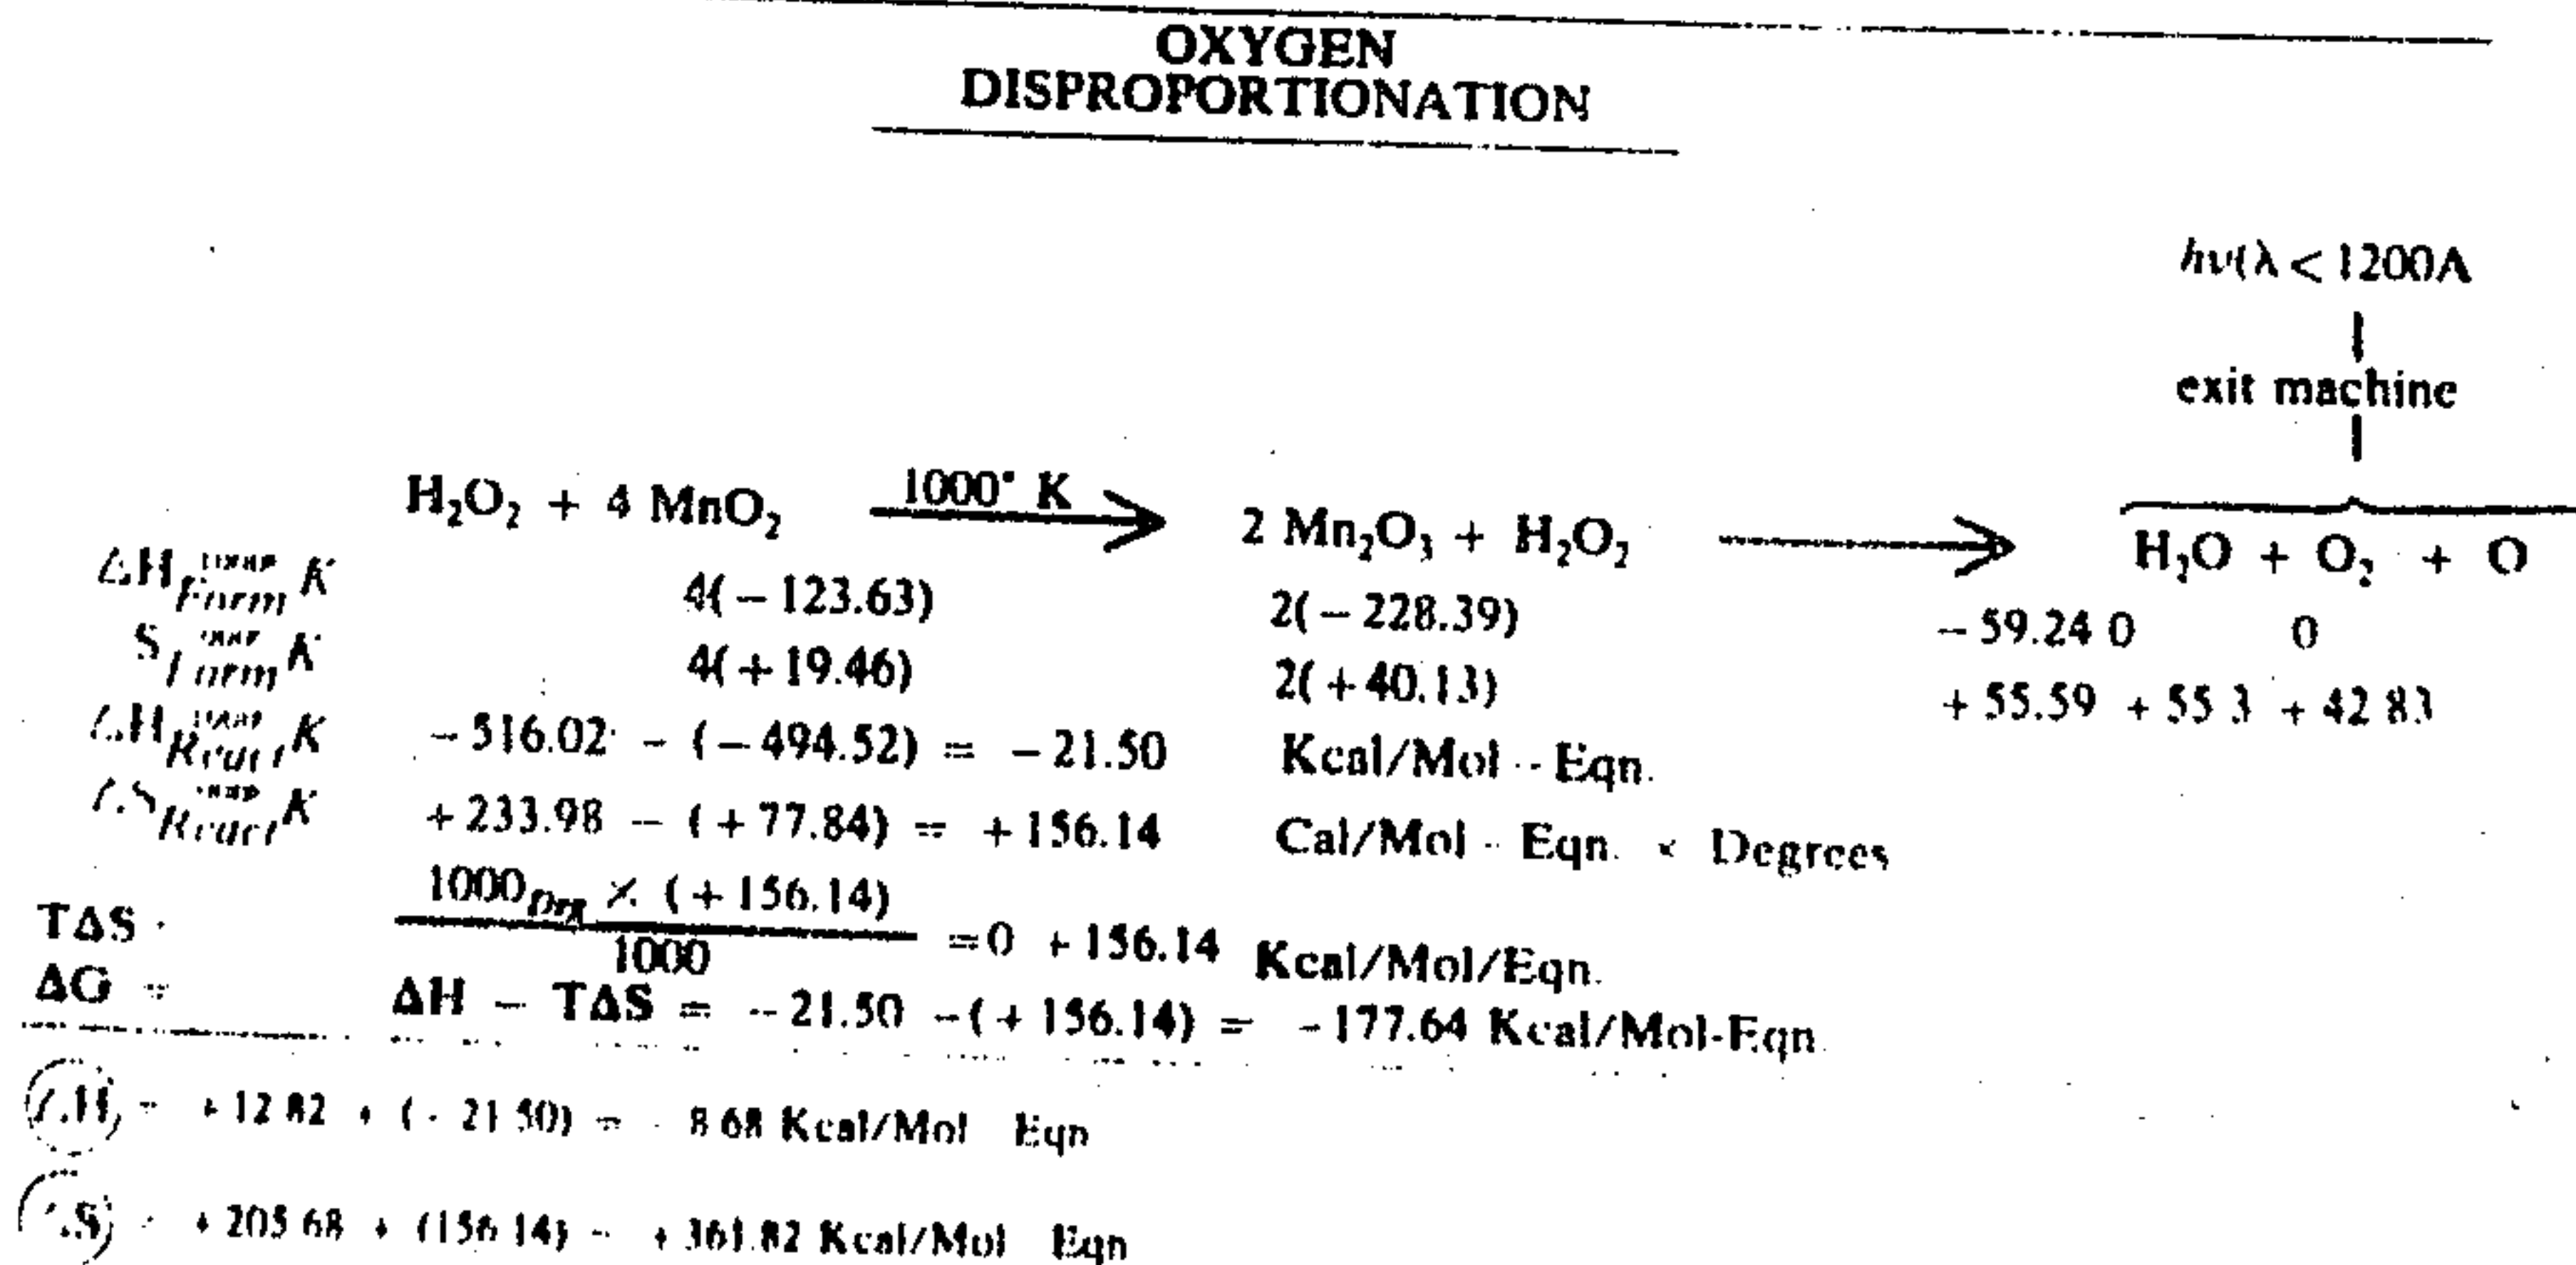 OXYGEN
DISPROPORTIONATION
hν(λ < 1200A
exit machine
H₂O₂ + 4 MnO₂ 1000° K 2 Mn₂O₃ + H₂O₂ H₂O + O₂ + O
ΔH Form K 4( – 123.63) 2( – 228.39) – 59.24 0 0
S Form K 4( + 19.46) 2( + 40.13) + 55.59 + 55 3 + 42 83
ΔH React K – 516.02 – ( – 494.52) = – 21.50 Kcal/Mol – Eqn.
ΔS React K + 233.98 – ( + 77.84) = + 156.14 Cal/Mol – Eqn. × Degrees
TΔS 1000 Deg × ( + 156.14)
1000 =0 + 156.14 Kcal/Mol/Eqn.
ΔG = ΔH – TΔS = – 21.50 – ( + 156.14) = – 177.64 Kcal/Mol-Eqn.
ΔH = + 12 82 + ( - 21 50) = - 8 68 Kcal/Mol Eqn
ΔS = + 205 68 + (156 14) = + 361.82 Kcal/Mol Eqn